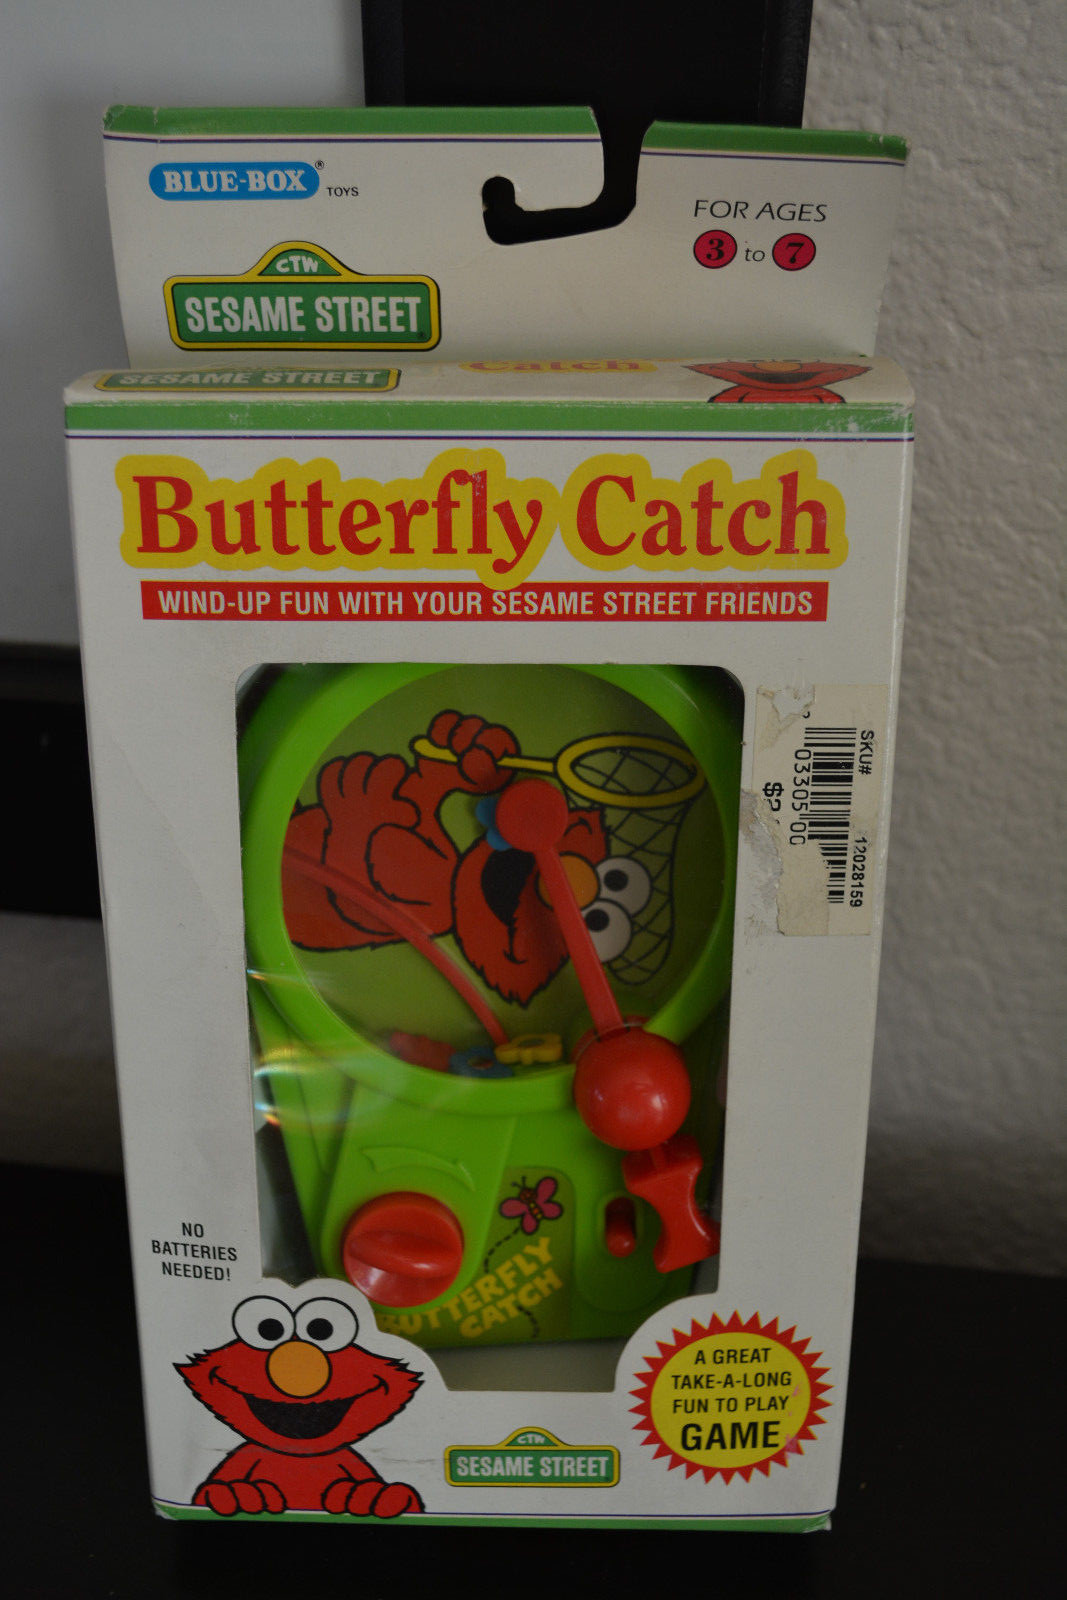 BLUE-BOX® TOYS
FOR AGES
3 to 7
CTW
SESAME STREET®
SESAME STREET
Catch
Butterfly Catch
WIND-UP FUN WITH YOUR SESAME STREET FRIENDS
SKU# 12028159
03305 00
BUTTERFLY
CATCH
NO
BATTERIES
NEEDED!
A GREAT
TAKE-A-LONG
FUN TO PLAY
GAME
CTW
SESAME STREET